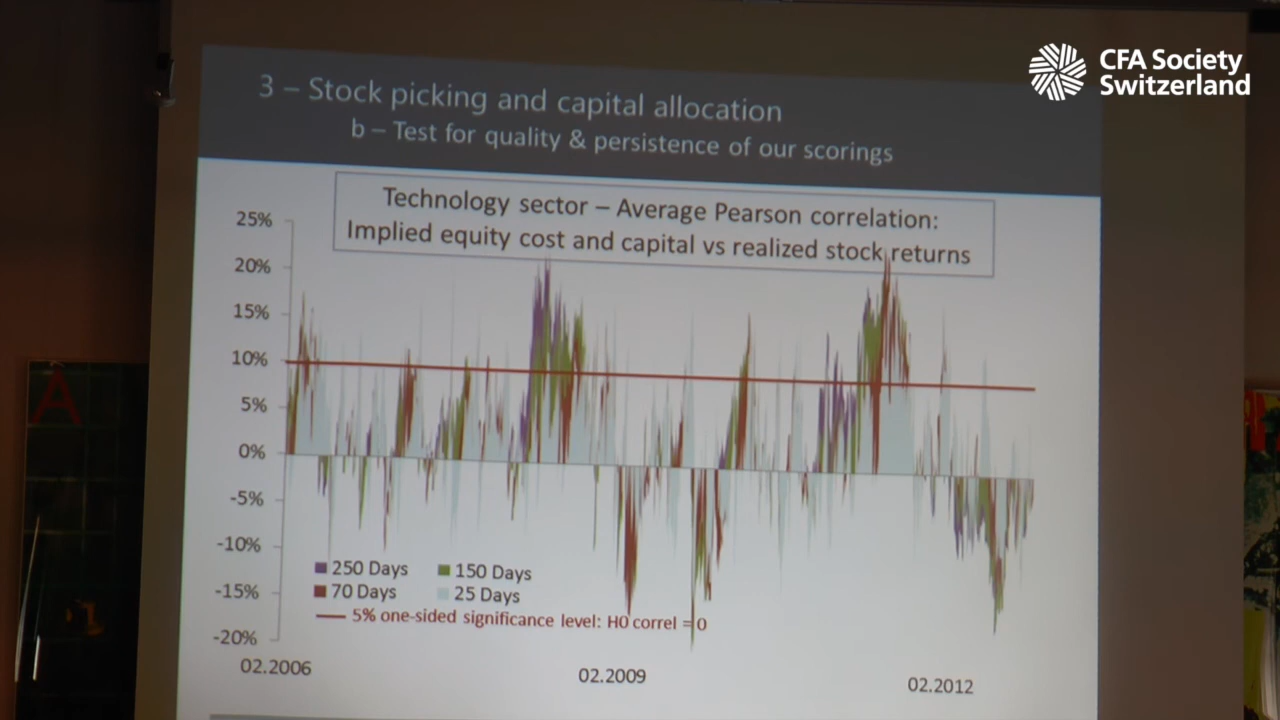 CFA Society
Switzerland
3 – Stock picking and capital allocation
b – Test for quality & persistence of our scorings
Technology sector – Average Pearson correlation:
Implied equity cost and capital vs realized stock returns
25%
20%
15%
10%
5%
0%
-5%
-10%
-15%
-20%
250 Days
150 Days
70 Days
25 Days
5% one-sided significance level: H0 correl = 0
02.2006
02.2009
02.2012
A